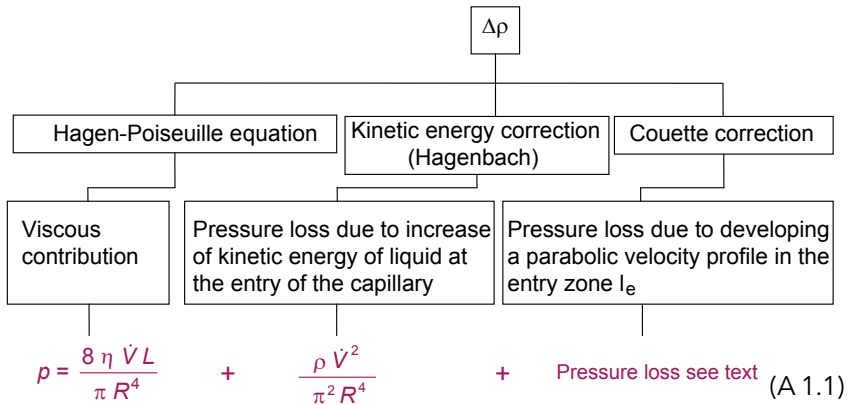 Δρ
Hagen-Poiseuille equation
Kinetic energy correction
(Hagenbach)
Couette correction
Viscous
contribution
Pressure loss due to increase
of kinetic energy of liquid at
the entry of the capillary
Pressure loss due to developing
a parabolic velocity profile in the
entry zone lₑ
p = 8 η V̇ L / π R⁴ + ρ V̇² / π² R⁴ + Pressure loss see text (A 1.1)